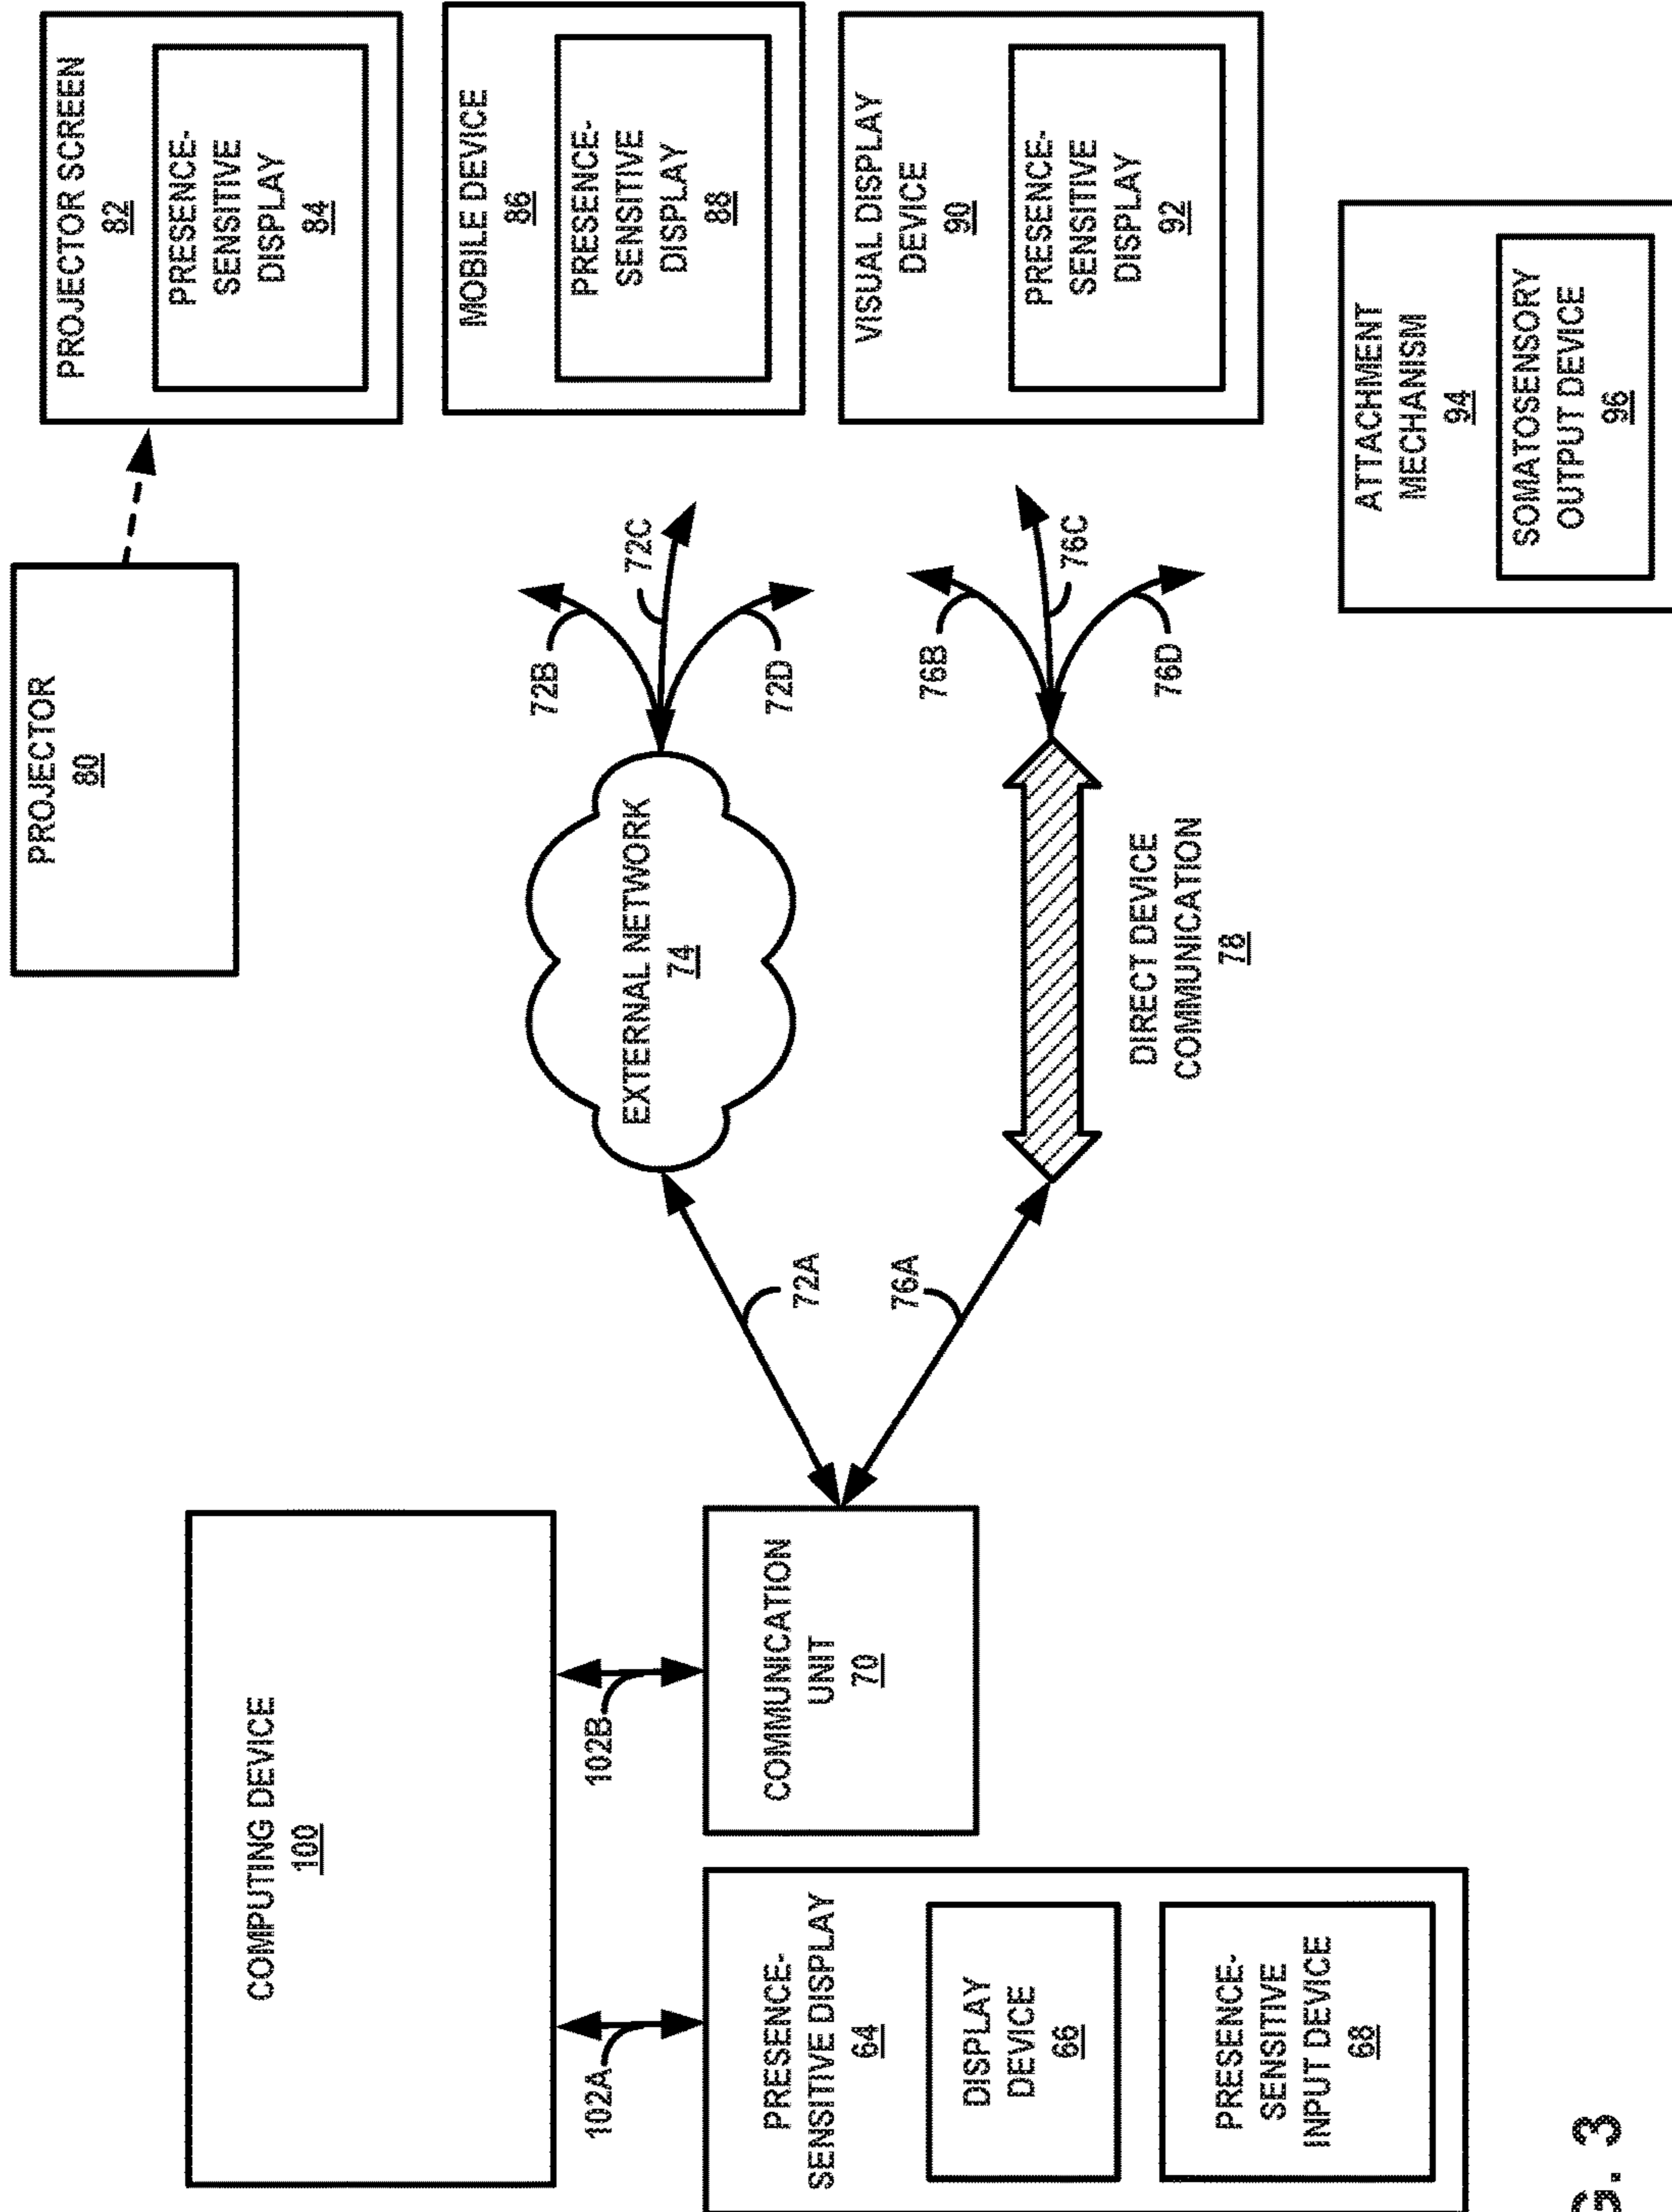 COMPUTING DEVICE
100
102A
102B
PRESENCE-
SENSITIVE DISPLAY
64
DISPLAY
DEVICE
66
PRESENCE-
SENSITIVE
INPUT DEVICE
68
COMMUNICATION
UNIT
70
72A
76A
EXTERNAL NETWORK
74
DIRECT DEVICE
COMMUNICATION
78
72B
72C
72D
76B
76C
76D
PROJECTOR
80
PROJECTOR SCREEN
82
PRESENCE-
SENSITIVE
DISPLAY
84
MOBILE DEVICE
86
PRESENCE-
SENSITIVE
DISPLAY
88
VISUAL DISPLAY
DEVICE
90
PRESENCE-
SENSITIVE
DISPLAY
92
ATTACHMENT
MECHANISM
94
SOMATOSENSORY
OUTPUT DEVICE
96
G. 3